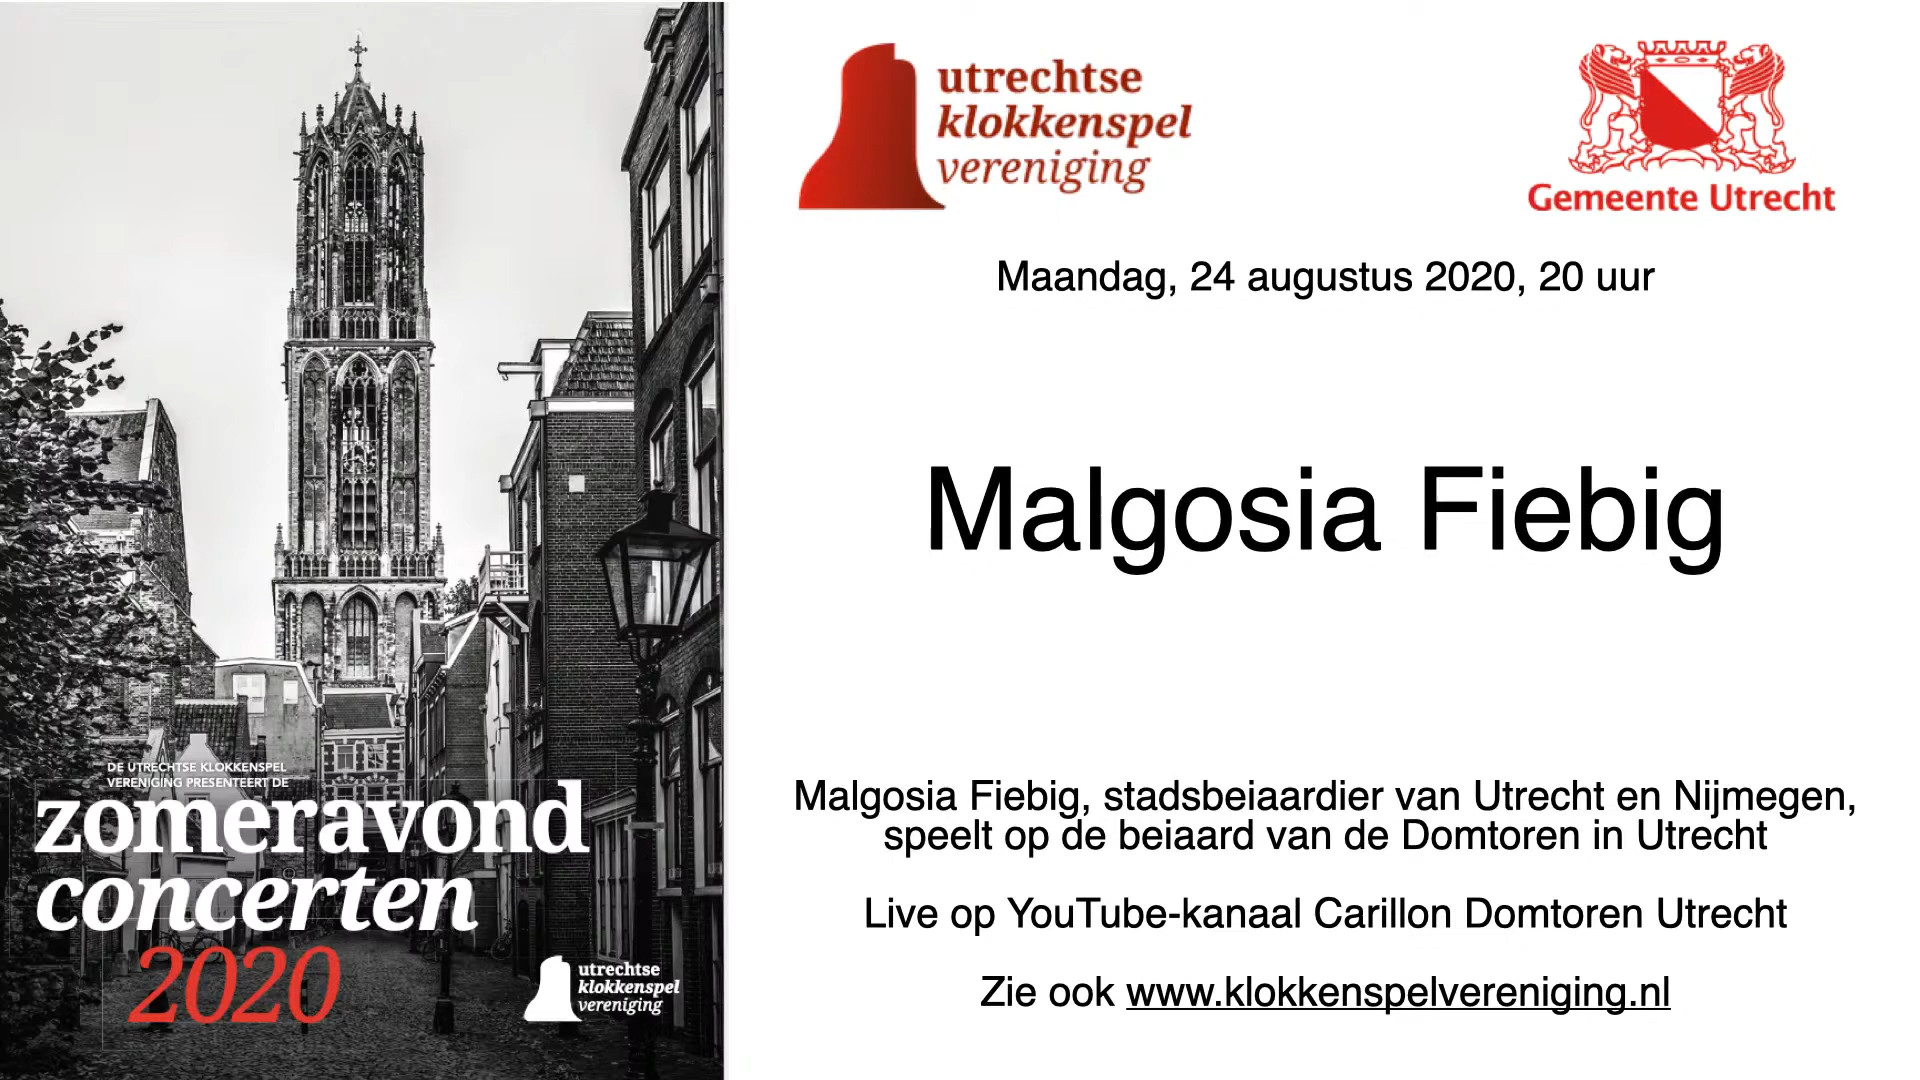 DE UTRECHTSE KLOKKENSPEL
VERENIGING PRESENTEERT DE
zomeravond
concerten
2020
utrechtse
klokkenspel
vereniging
utrechtse
klokkenspel
vereniging
Gemeente Utrecht
Maandag, 24 augustus 2020, 20 uur
Malgosia Fiebig
Malgosia Fiebig, stadsbeiaardier van Utrecht en Nijmegen,
speelt op de beiaard van de Domtoren in Utrecht
Live op YouTube-kanaal Carillon Domtoren Utrecht
Zie ook www.klokkenspelvereniging.nl